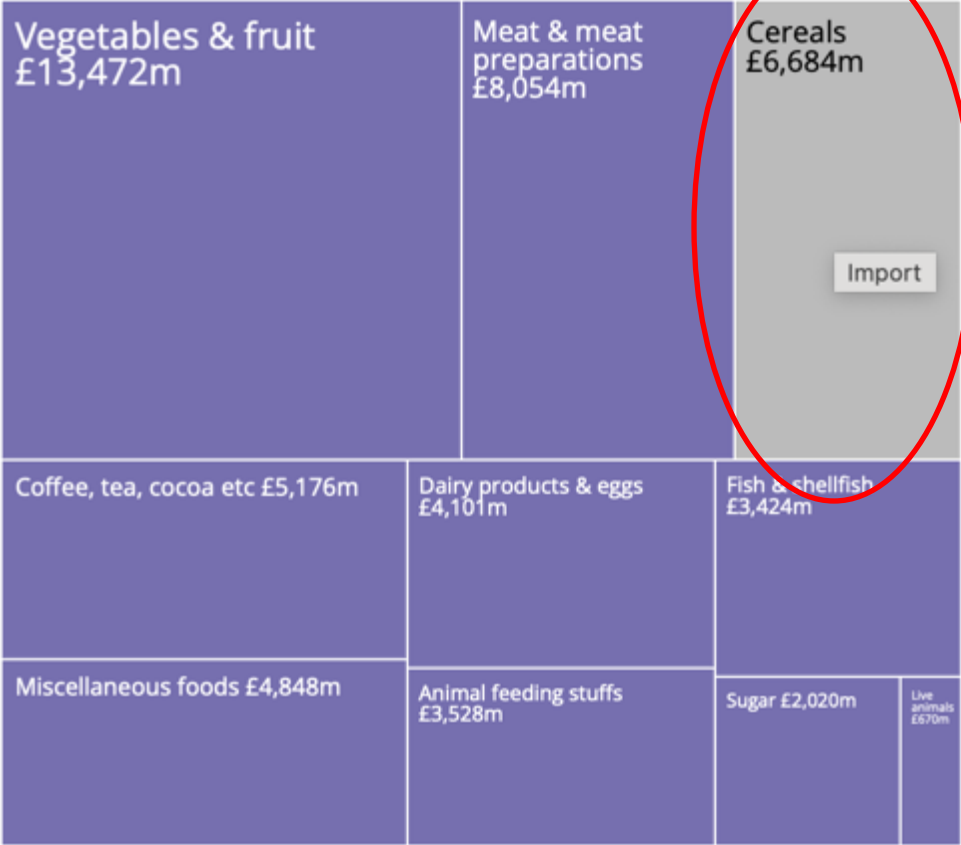 Vegetables & fruit
£13,472m
Meat & meat
preparations
£8,054m
Cereals
£6,684m
Import
Coffee, tea, cocoa etc £5,176m
Dairy products & eggs
£4,101m
Fish & shellfish
£3,424m
Miscellaneous foods £4,848m
Animal feeding stuffs
£3,528m
Sugar £2,020m
Live
animals
£670m